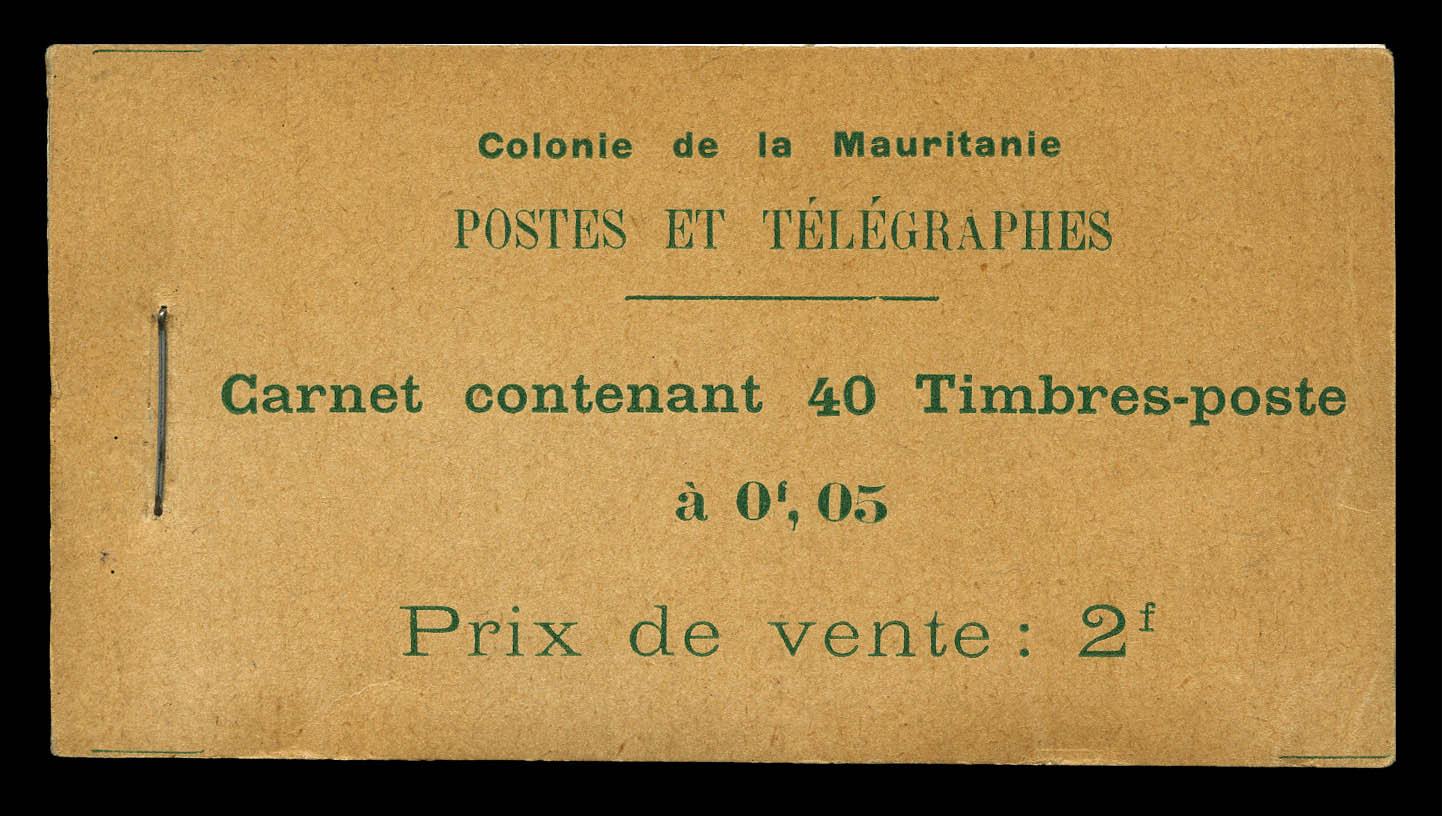 Colonie de la Mauritanie
POSTES ET TÉLÉGRAPHES
Carnet contenant 40 Timbres-poste
à 0ᶠ, 05
Prix de vente : 2ᶠ